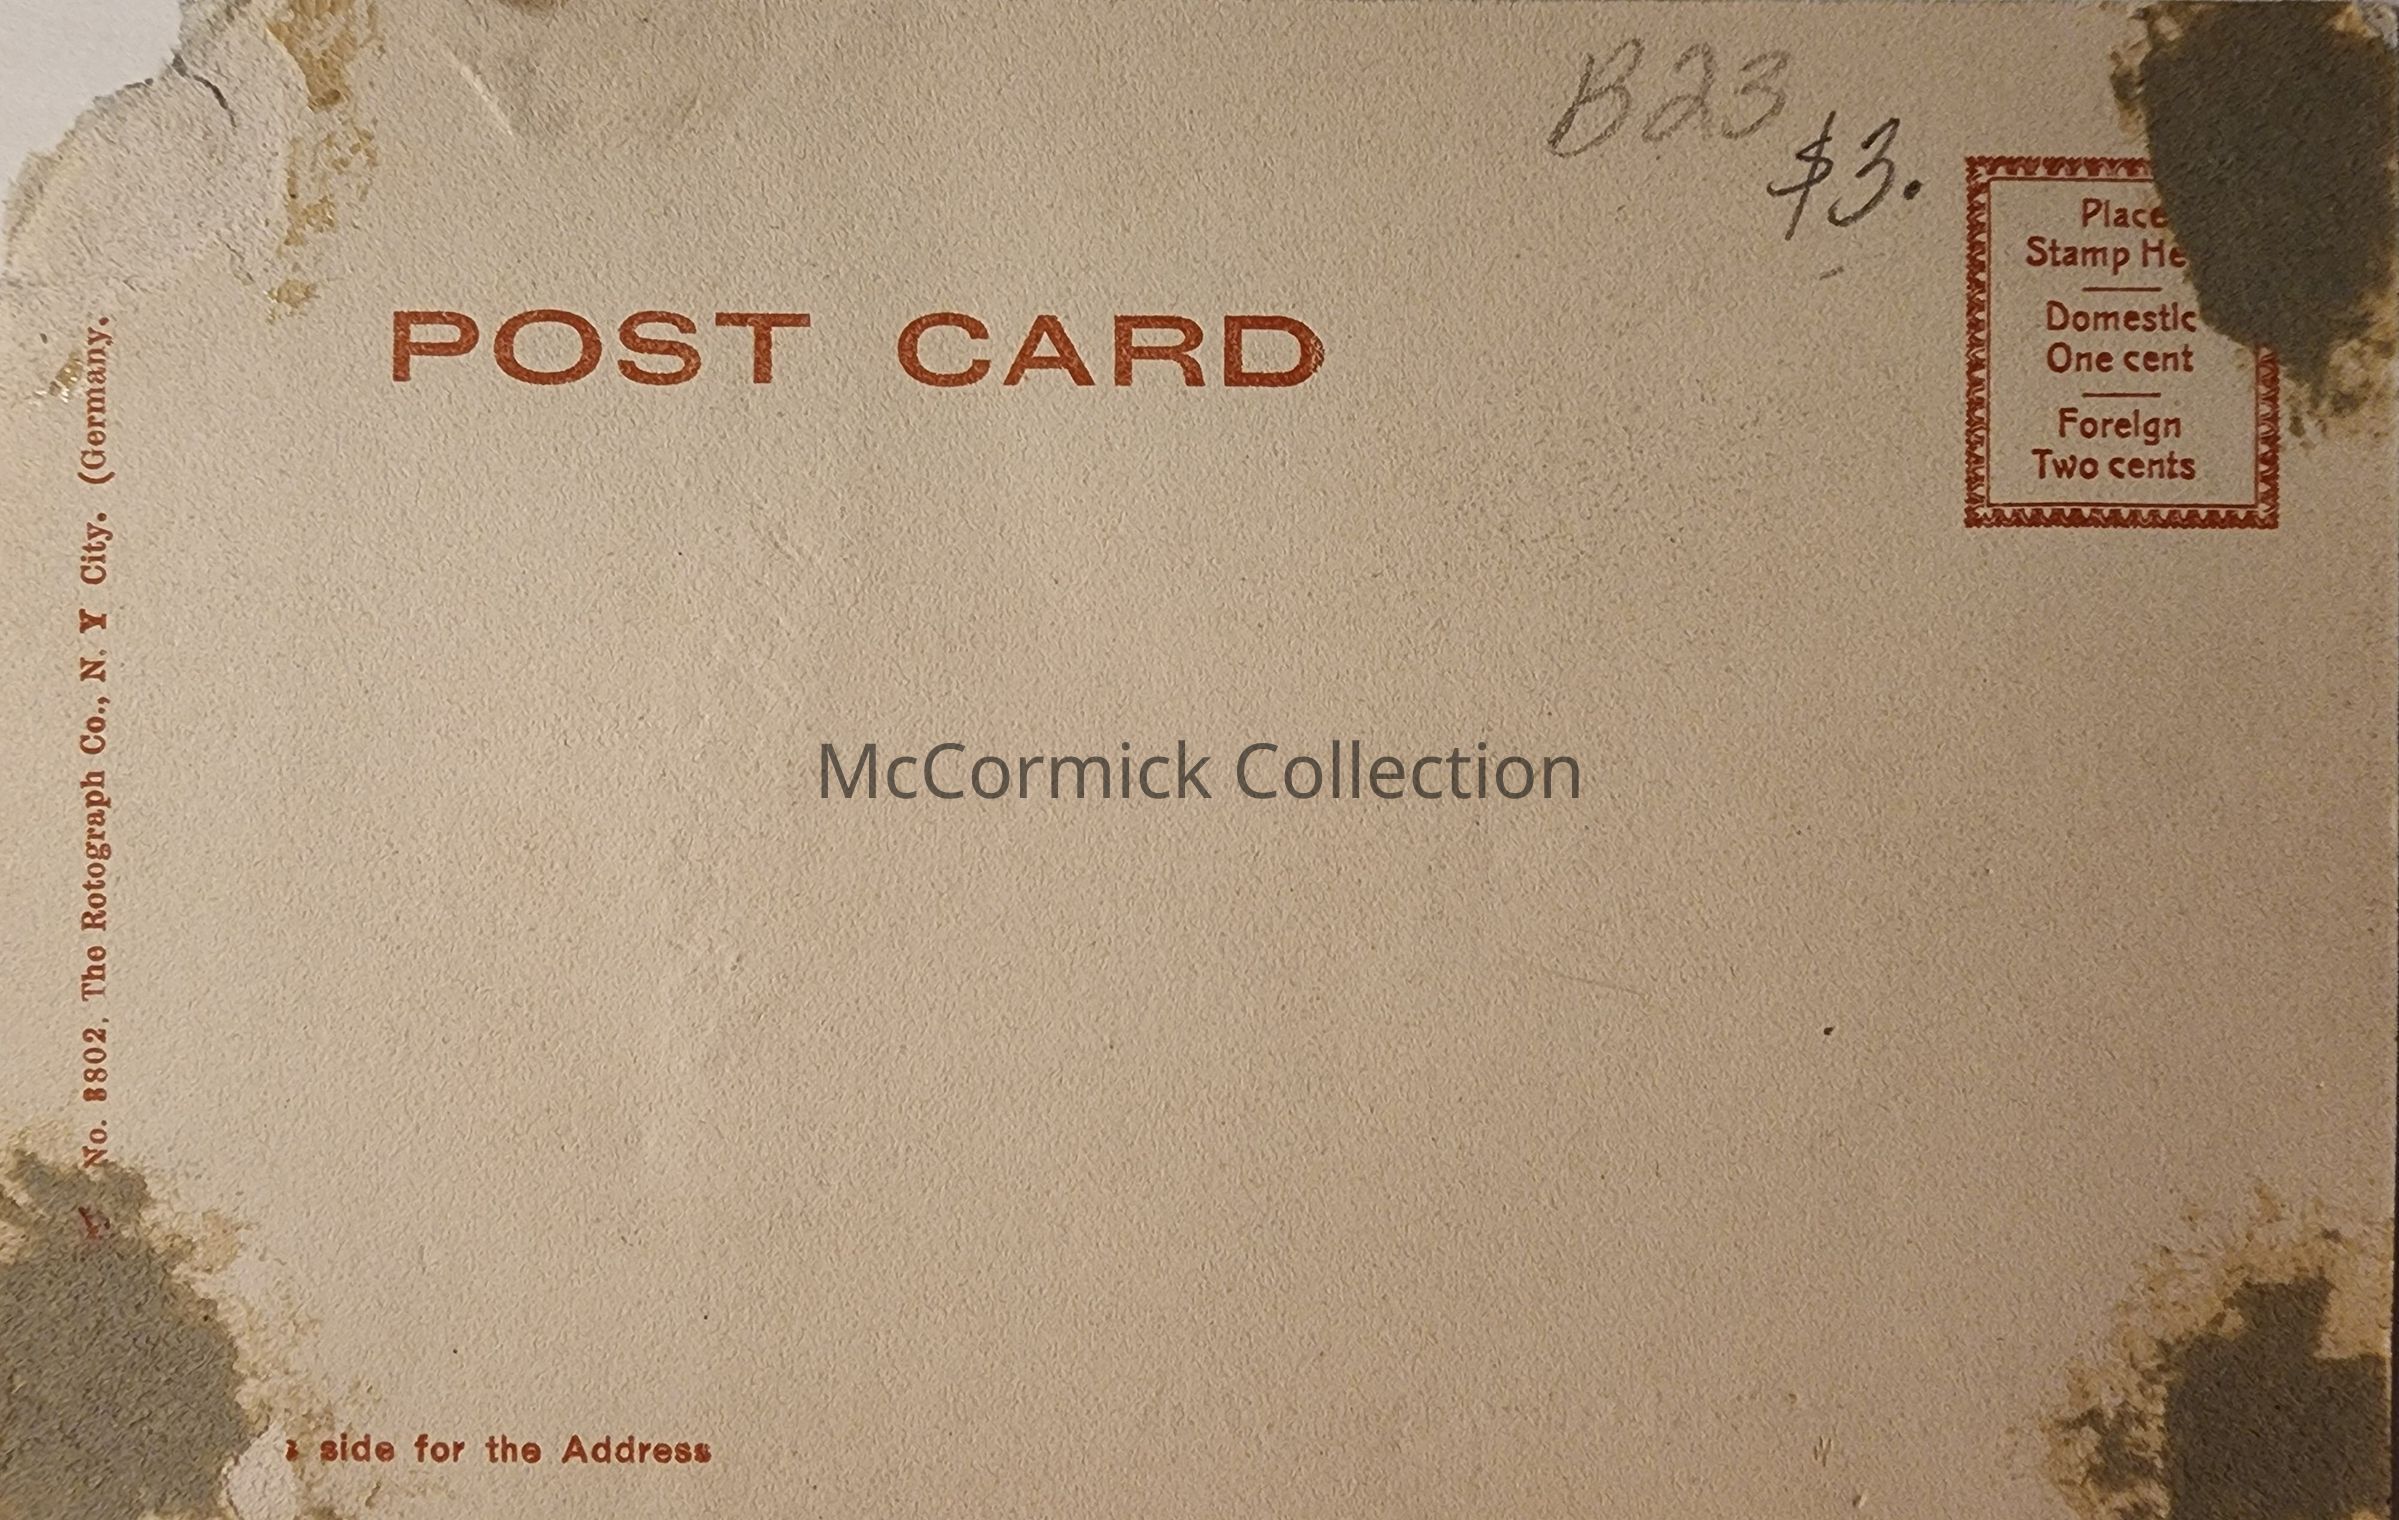 B23
$3.
Place
Stamp He
Domestic
One cent
Foreign
Two cents
POST CARD
No. 3802. The Rotograph Co., N. Y City. (Germany.
McCormick Collection
side for the Address